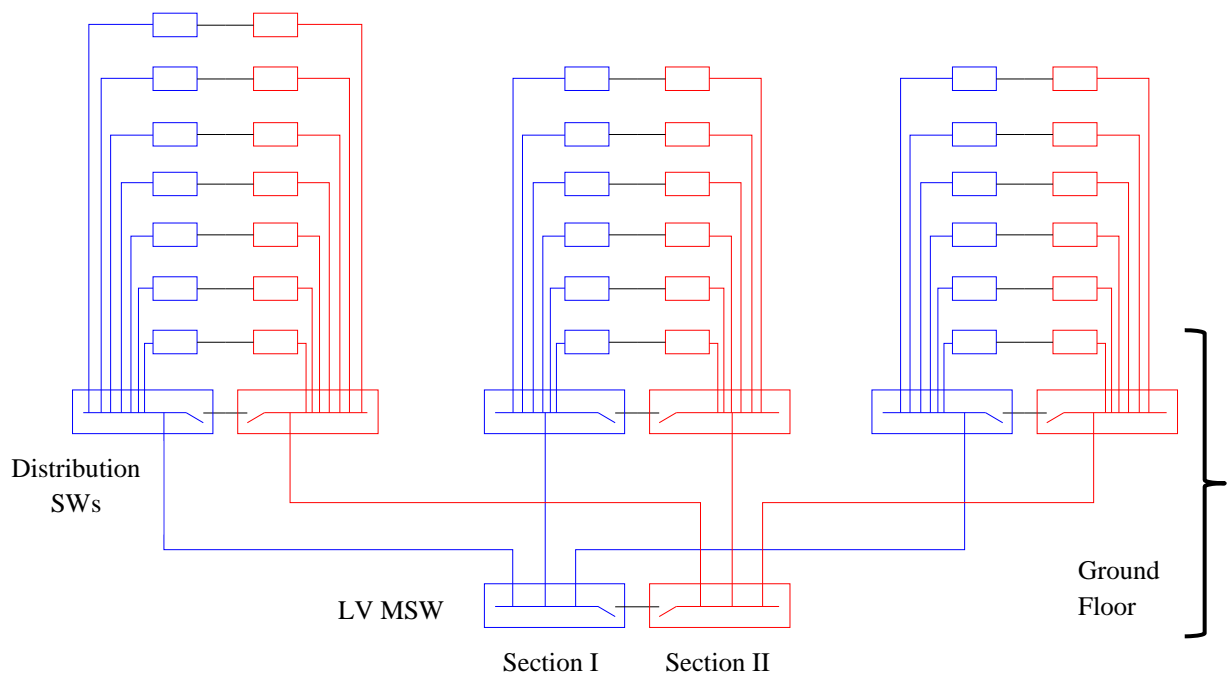 Distribution
SWs
LV MSW
Ground
Floor
Section I
Section II